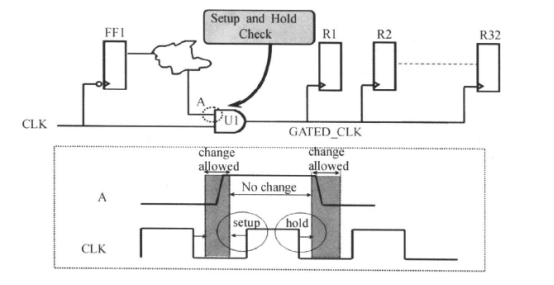 Setup and Hold
Check
FF1
R1
R2
R32
A
U1
CLK
GATED_CLK
change
allowed
change
allowed
No change
A
setup
hold
CLK